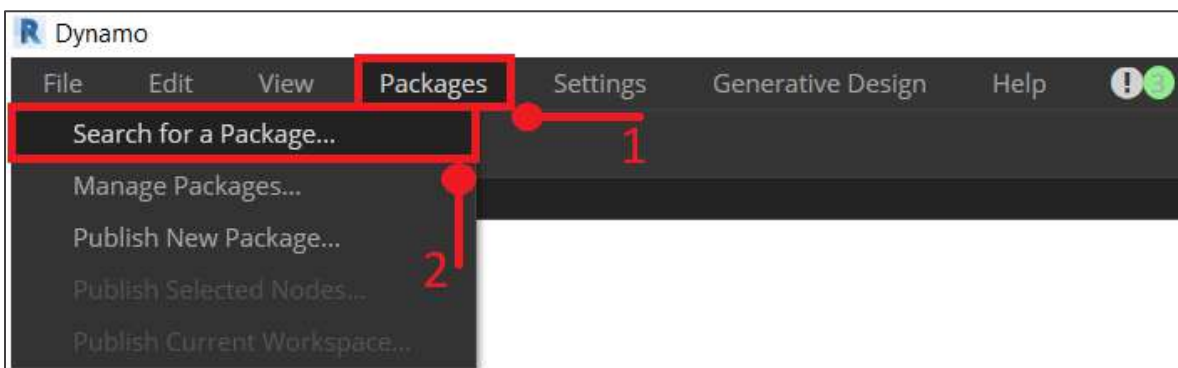 Dynamo
File Edit View Packages Settings Generative Design Help ! 3
Search for a Package...
1
Manage Packages...
Publish New Package...
2
Publish Selected Nodes...
Publish Current Workspace...